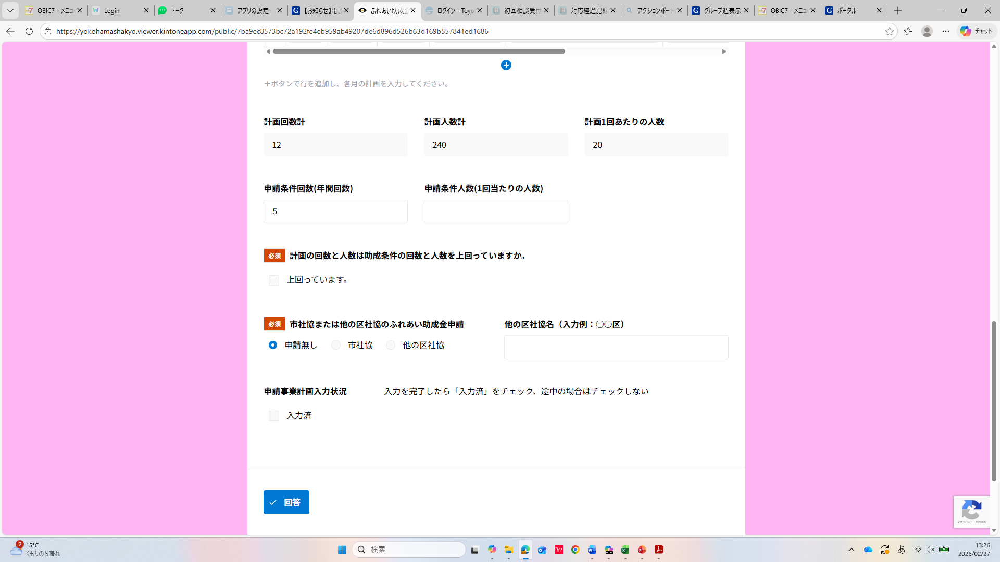 OBIC7 - メニュ
Login
トーク
アプリの設定
【お知らせ】電話
ふれあい助成金
ログイン - Toyo
初回相談受付
対応経過記録
アクションボート
グループ週表示
OBIC7 - メニュ
ポータル
https://yokohamashakyo.viewer.kintoneapp.com/public/7ba9ec8573bc72a192fe4eb959ab49207de6d896d526b63d169b557841ed1686
チャット
＋ボタンで行を追加し、各月の計画を入力してください。
計画回数計
計画人数計
計画1回あたりの人数
12
240
20
申請条件回数(年間回数)
申請条件人数(1回当たりの人数)
5
必須 計画の回数と人数は助成条件の回数と人数を上回っていますか。
上回っています。
必須 市社協または他の区社協のふれあい助成金申請
他の区社協名（入力例：〇〇区）
申請無し 市社協 他の区社協
申請事業計画入力状況
入力を完了したら「入力済」をチェック、途中の場合はチェックしない
入力済
回答
プライバシー - 利用規約
2
15°C
くもりのち晴れ
検索
あ
13:26
2026/02/27